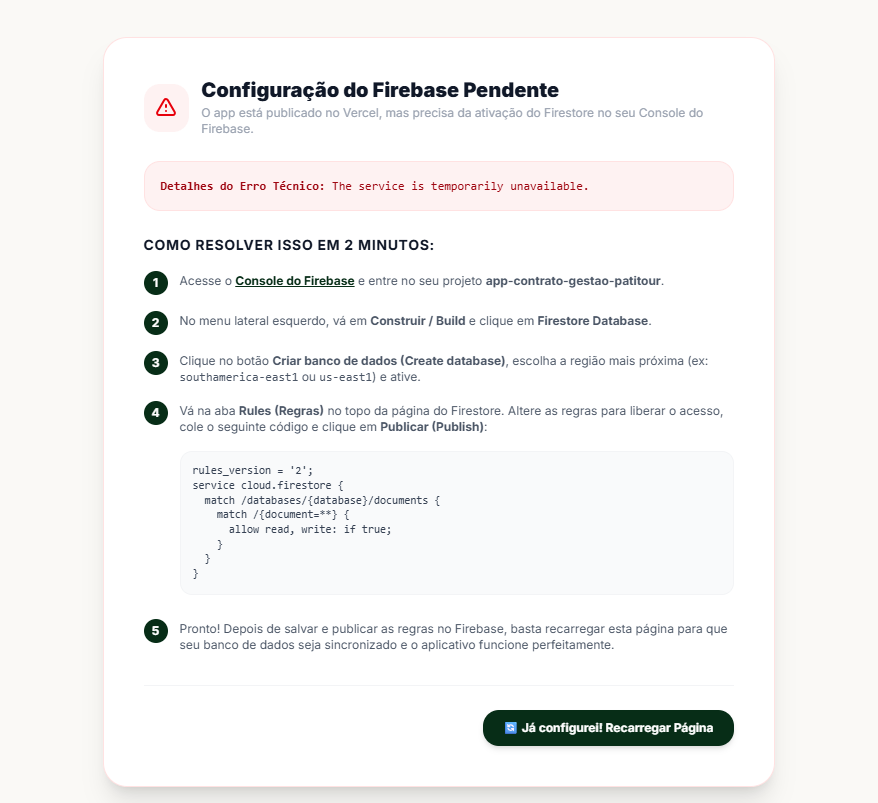 Configuração do Firebase Pendente
O app está publicado no Vercel, mas precisa da ativação do Firestore no seu Console do
Firebase.
Detalhes do Erro Técnico: The service is temporarily unavailable.
COMO RESOLVER ISSO EM 2 MINUTOS:
1 Acesse o Console do Firebase e entre no seu projeto app-contrato-gestao-patitour.
2 No menu lateral esquerdo, vá em Construir / Build e clique em Firestore Database.
3 Clique no botão Criar banco de dados (Create database), escolha a região mais próxima (ex:
southamerica-east1 ou us-east1) e ative.
4 Vá na aba Rules (Regras) no topo da página do Firestore. Altere as regras para liberar o acesso,
cole o seguinte código e clique em Publicar (Publish):
rules_version = '2';
service cloud.firestore {
  match /databases/{database}/documents {
    match /{document=**} {
      allow read, write: if true;
    }
  }
}
5 Pronto! Depois de salvar e publicar as regras no Firebase, basta recarregar esta página para que
seu banco de dados seja sincronizado e o aplicativo funcione perfeitamente.
🔄 Já configurei! Recarregar Página